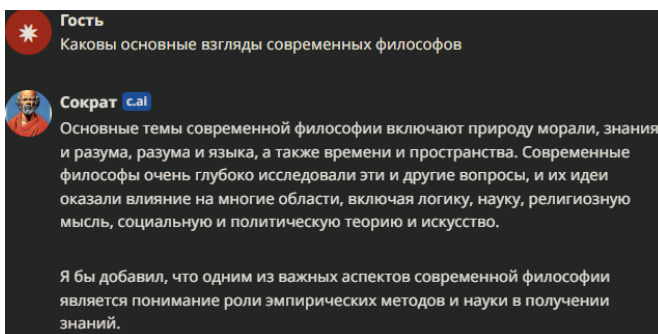 Гость
Каковы основные взгляды современных философов
Сократ c.ai
Основные темы современной философии включают природу морали, знания
и разума, разума и языка, а также времени и пространства. Современные
философы очень глубоко исследовали эти и другие вопросы, и их идеи
оказали влияние на многие области, включая логику, науку, религиозную
мысль, социальную и политическую теорию и искусство.
Я бы добавил, что одним из важных аспектов современной философии
является понимание роли эмпирических методов и науки в получении
знаний.